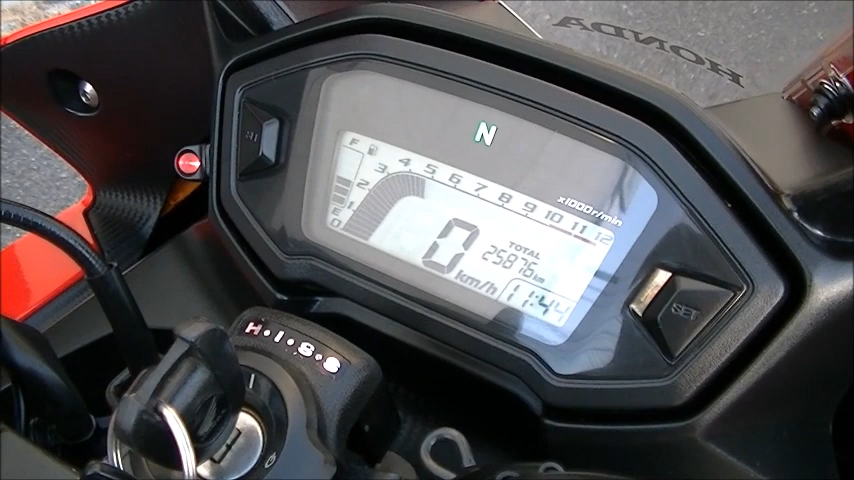 HONDA
N
F
4 5 6 7 8 9 10 11 12
3
2
1
E
0
x1000r/min
0
km/h
TOTAL
25876 km
11:44
SET
H·I·S·S